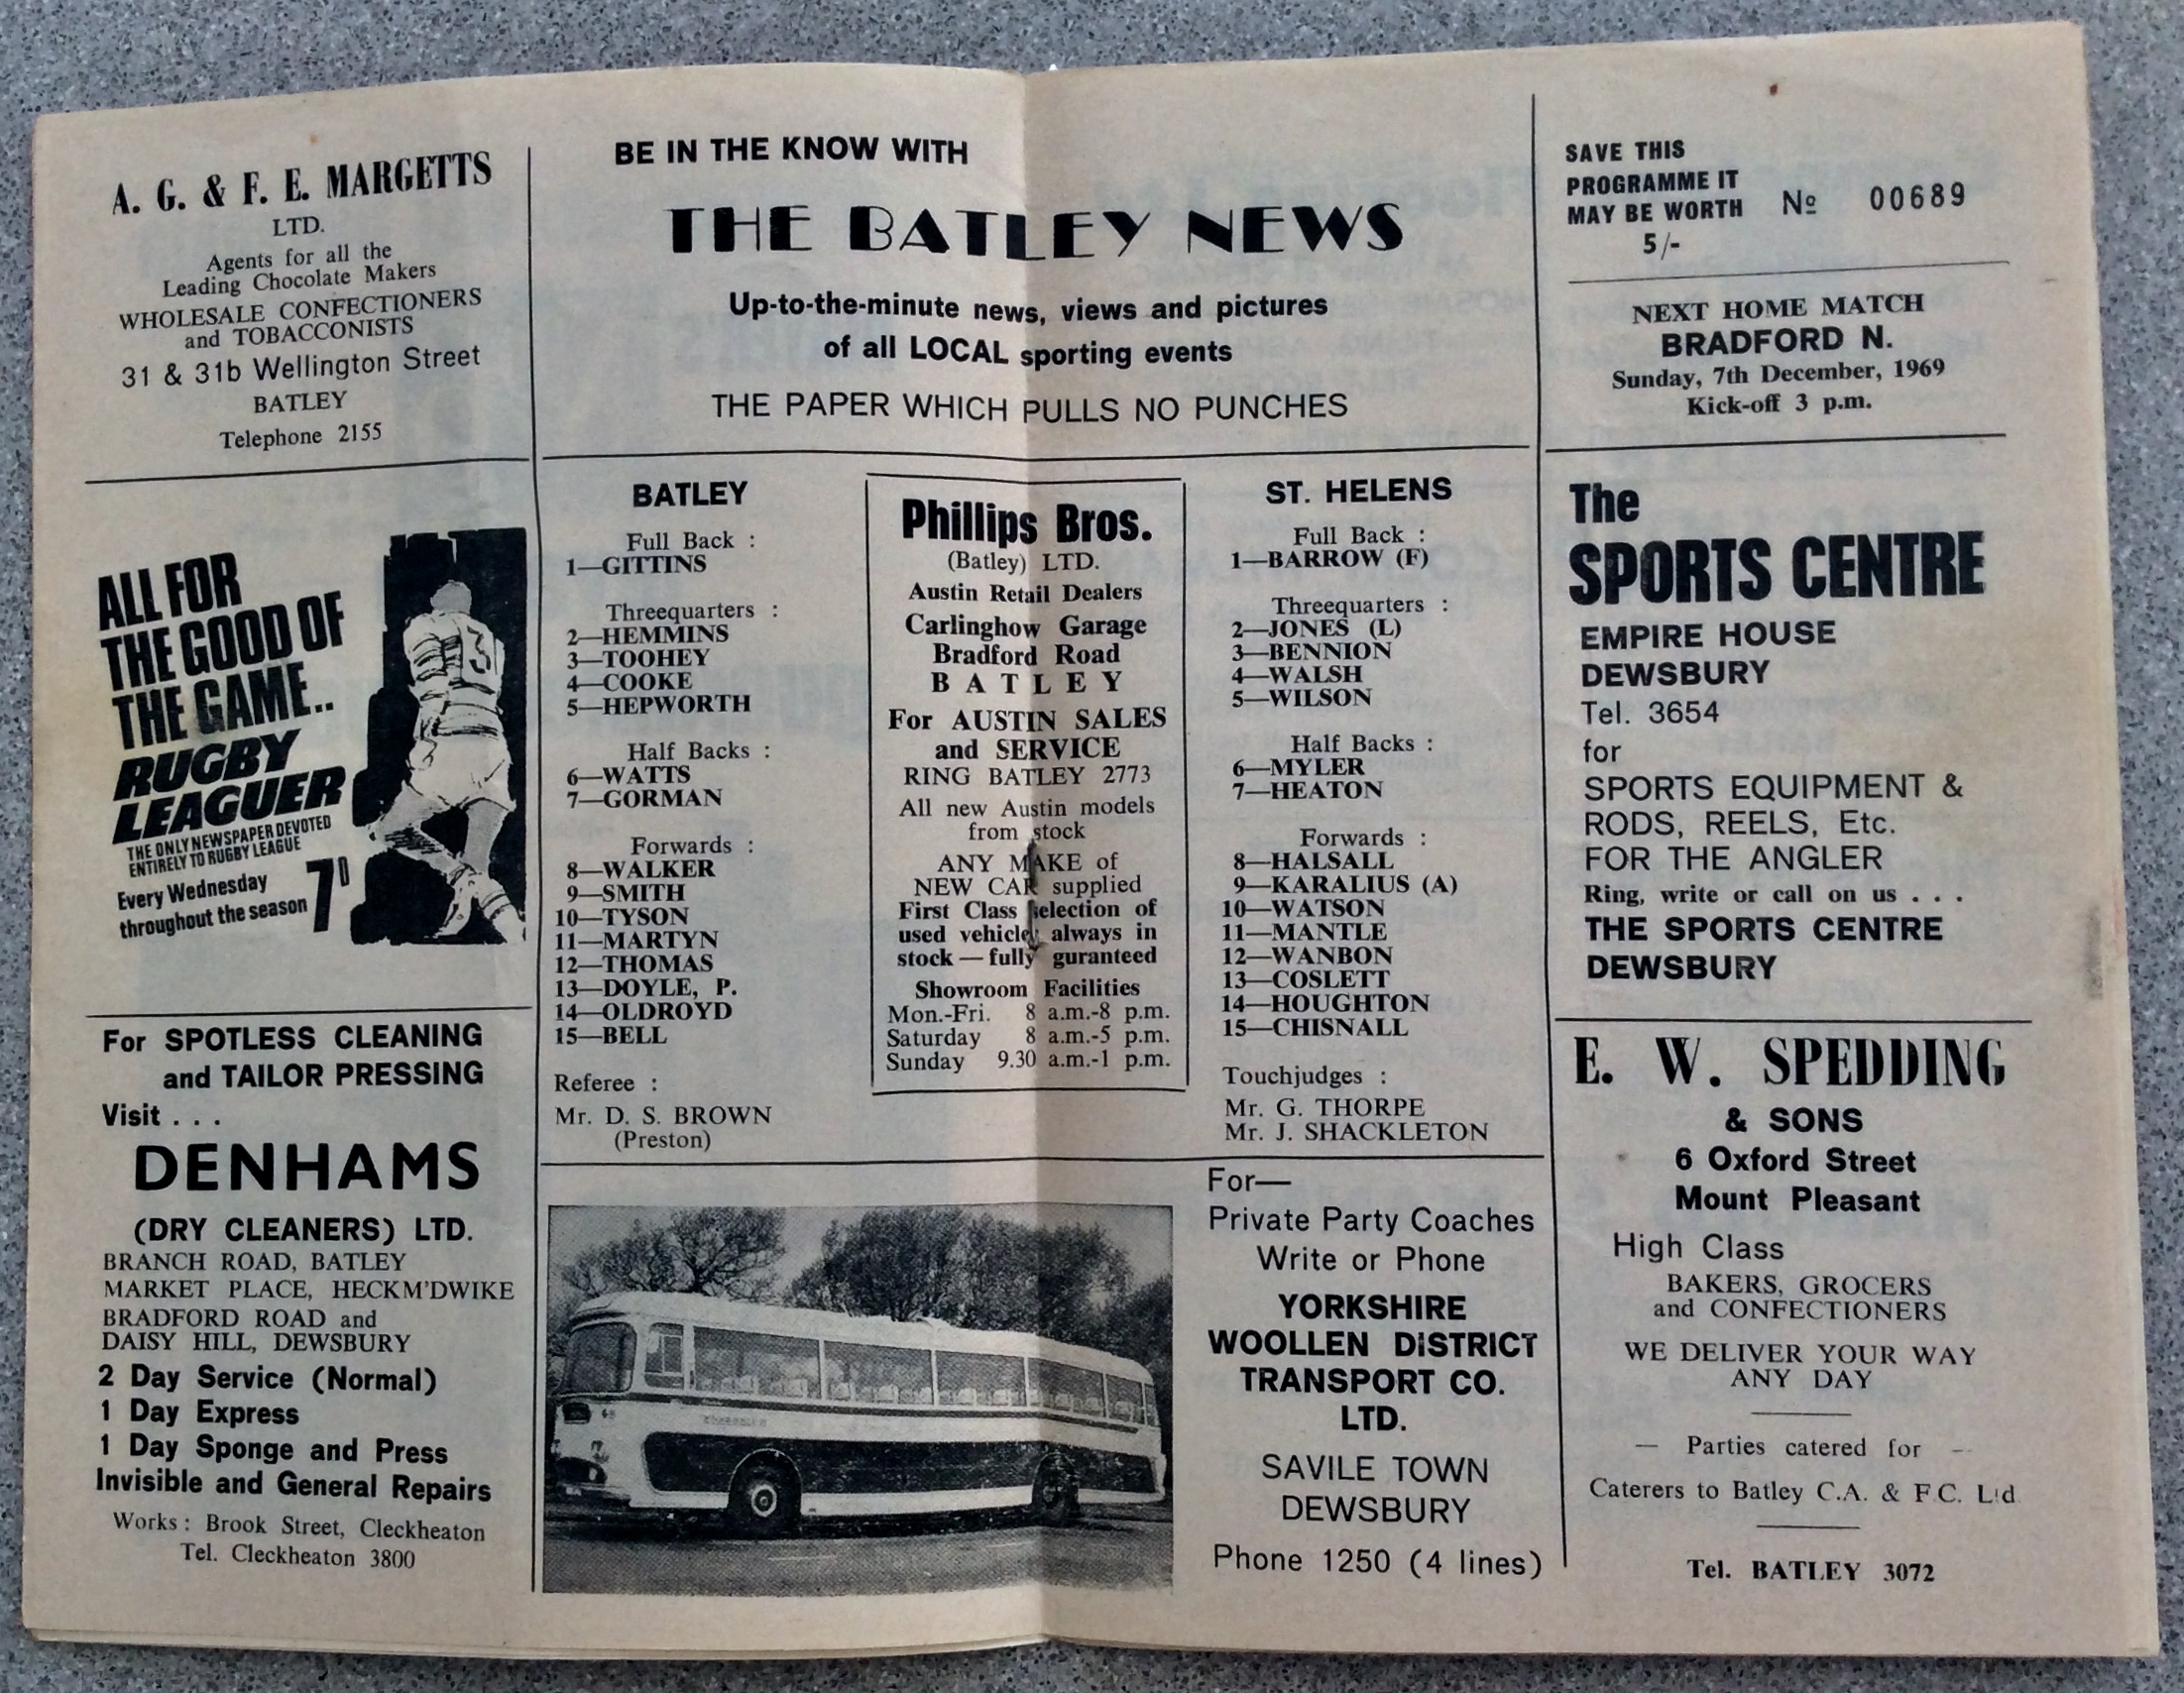 A. G. & F. E. MARGETTS
LTD.
Agents for all the
Leading Chocolate Makers
WHOLESALE CONFECTIONERS
and TOBACCONISTS
31 & 31b Wellington Street
BATLEY
Telephone 2155
ALL FOR
THE GOOD OF
THE GAME..
RUGBY
LEAGUER
THE ONLY NEWSPAPER DEVOTED
ENTIRELY TO RUGBY LEAGUE
Every Wednesday
throughout the season 7D
3
For SPOTLESS CLEANING
and TAILOR PRESSING
Visit . . .
DENHAMS
(DRY CLEANERS) LTD.
BRANCH ROAD, BATLEY
MARKET PLACE, HECKM'DWIKE
BRADFORD ROAD and
DAISY HILL, DEWSBURY
2 Day Service (Normal)
1 Day Express
1 Day Sponge and Press
Invisible and General Repairs
Works : Brook Street, Cleckheaton
Tel. Cleckheaton 3800
BE IN THE KNOW WITH
THE BATLEY NEWS
Up-to-the-minute news, views and pictures
of all LOCAL sporting events
THE PAPER WHICH PULLS NO PUNCHES
BATLEY
Full Back :
1—GITTINS
Threequarters :
2—HEMMINS
3—TOOHEY
4—COOKE
5—HEPWORTH
Half Backs :
6—WATTS
7—GORMAN
Forwards :
8—WALKER
9—SMITH
10—TYSON
11—MARTYN
12—THOMAS
13—DOYLE, P.
14—OLDROYD
15—BELL
Referee :
Mr. D. S. BROWN
(Preston)
Phillips Bros.
(Batley) LTD.
Austin Retail Dealers
Carlinghow Garage
Bradford Road
BATLEY
For AUSTIN SALES
and SERVICE
RING BATLEY 2773
All new Austin models
from stock
ANY MAKE of
NEW CAR supplied
First Class selection of
used vehicles always in
stock — fully guranteed
Showroom Facilities
Mon.-Fri. 8 a.m.-8 p.m.
Saturday 8 a.m.-5 p.m.
Sunday 9.30 a.m.-1 p.m.
ST. HELENS
Full Back :
1—BARROW (F)
Threequarters :
2—JONES (L)
3—BENNION
4—WALSH
5—WILSON
Half Backs :
6—MYLER
7—HEATON
Forwards :
8—HALSALL
9—KARALIUS (A)
10—WATSON
11—MANTLE
12—WANBON
13—COSLETT
14—HOUGHTON
15—CHISNALL
Touchjudges :
Mr. G. THORPE
Mr. J. SHACKLETON
For—
Private Party Coaches
Write or Phone
YORKSHIRE
WOOLLEN DISTRICT
TRANSPORT CO.
LTD.
SAVILE TOWN
DEWSBURY
Phone 1250 (4 lines)
SAVE THIS
PROGRAMME IT
MAY BE WORTH
5/-
Nº 00689
NEXT HOME MATCH
BRADFORD N.
Sunday, 7th December, 1969
Kick-off 3 p.m.
The
SPORTS CENTRE
EMPIRE HOUSE
DEWSBURY
Tel. 3654
for
SPORTS EQUIPMENT &
RODS, REELS, Etc.
FOR THE ANGLER
Ring, write or call on us . . .
THE SPORTS CENTRE
DEWSBURY
E. W. SPEDDING
& SONS
6 Oxford Street
Mount Pleasant
High Class
BAKERS, GROCERS
and CONFECTIONERS
WE DELIVER YOUR WAY
ANY DAY
— Parties catered for —
Caterers to Batley C.A. & F.C. Ltd
Tel. BATLEY 3072